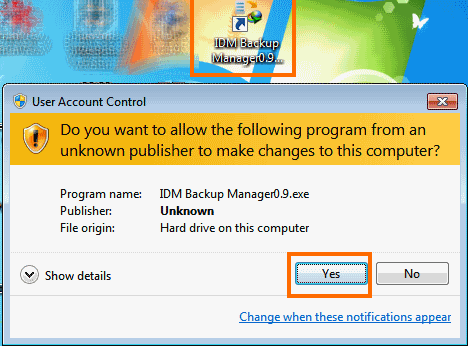 IDM Backup
Manager0.9...
User Account Control
Do you want to allow the following program from an
unknown publisher to make changes to this computer?
Program name: IDM Backup Manager0.9.exe
Publisher: Unknown
File origin: Hard drive on this computer
Show details
Yes
No
Change when these notifications appear